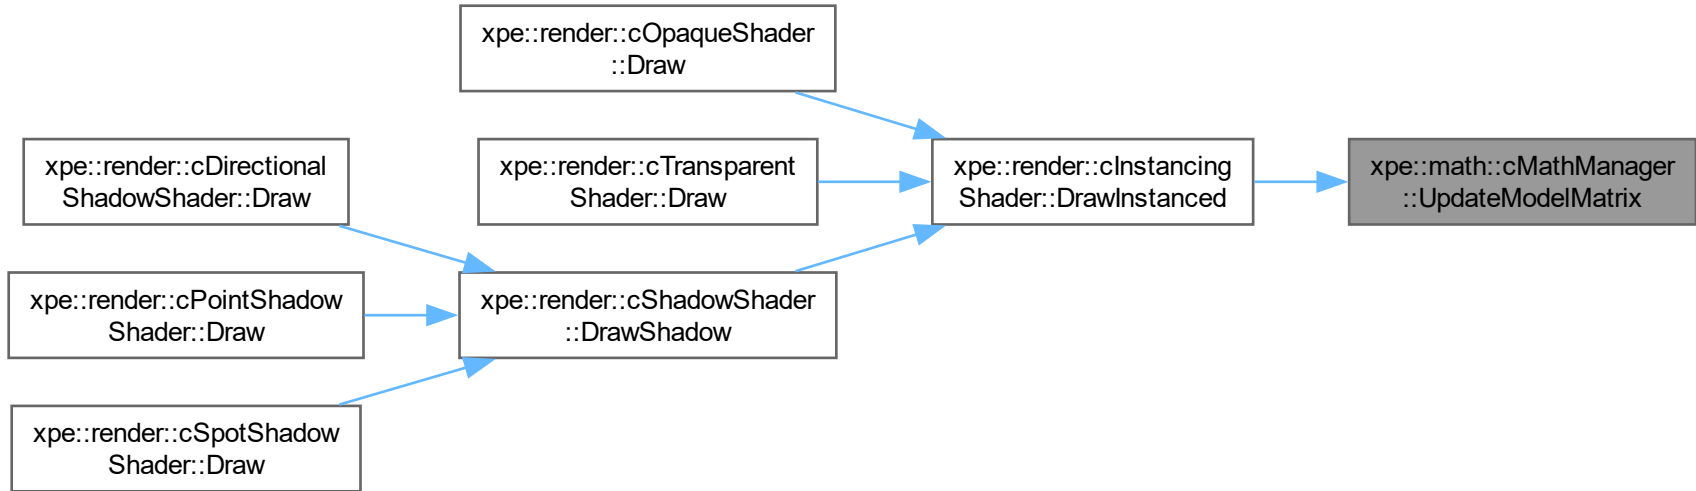 xpe::render::cOpaqueShader
::Draw
xpe::render::cDirectional
ShadowShader::Draw
xpe::render::cTransparent
Shader::Draw
xpe::render::cInstancing
Shader::DrawInstanced
xpe::math::cMathManager
::UpdateModelMatrix
xpe::render::cPointShadow
Shader::Draw
xpe::render::cShadowShader
::DrawShadow
xpe::render::cSpotShadow
Shader::Draw